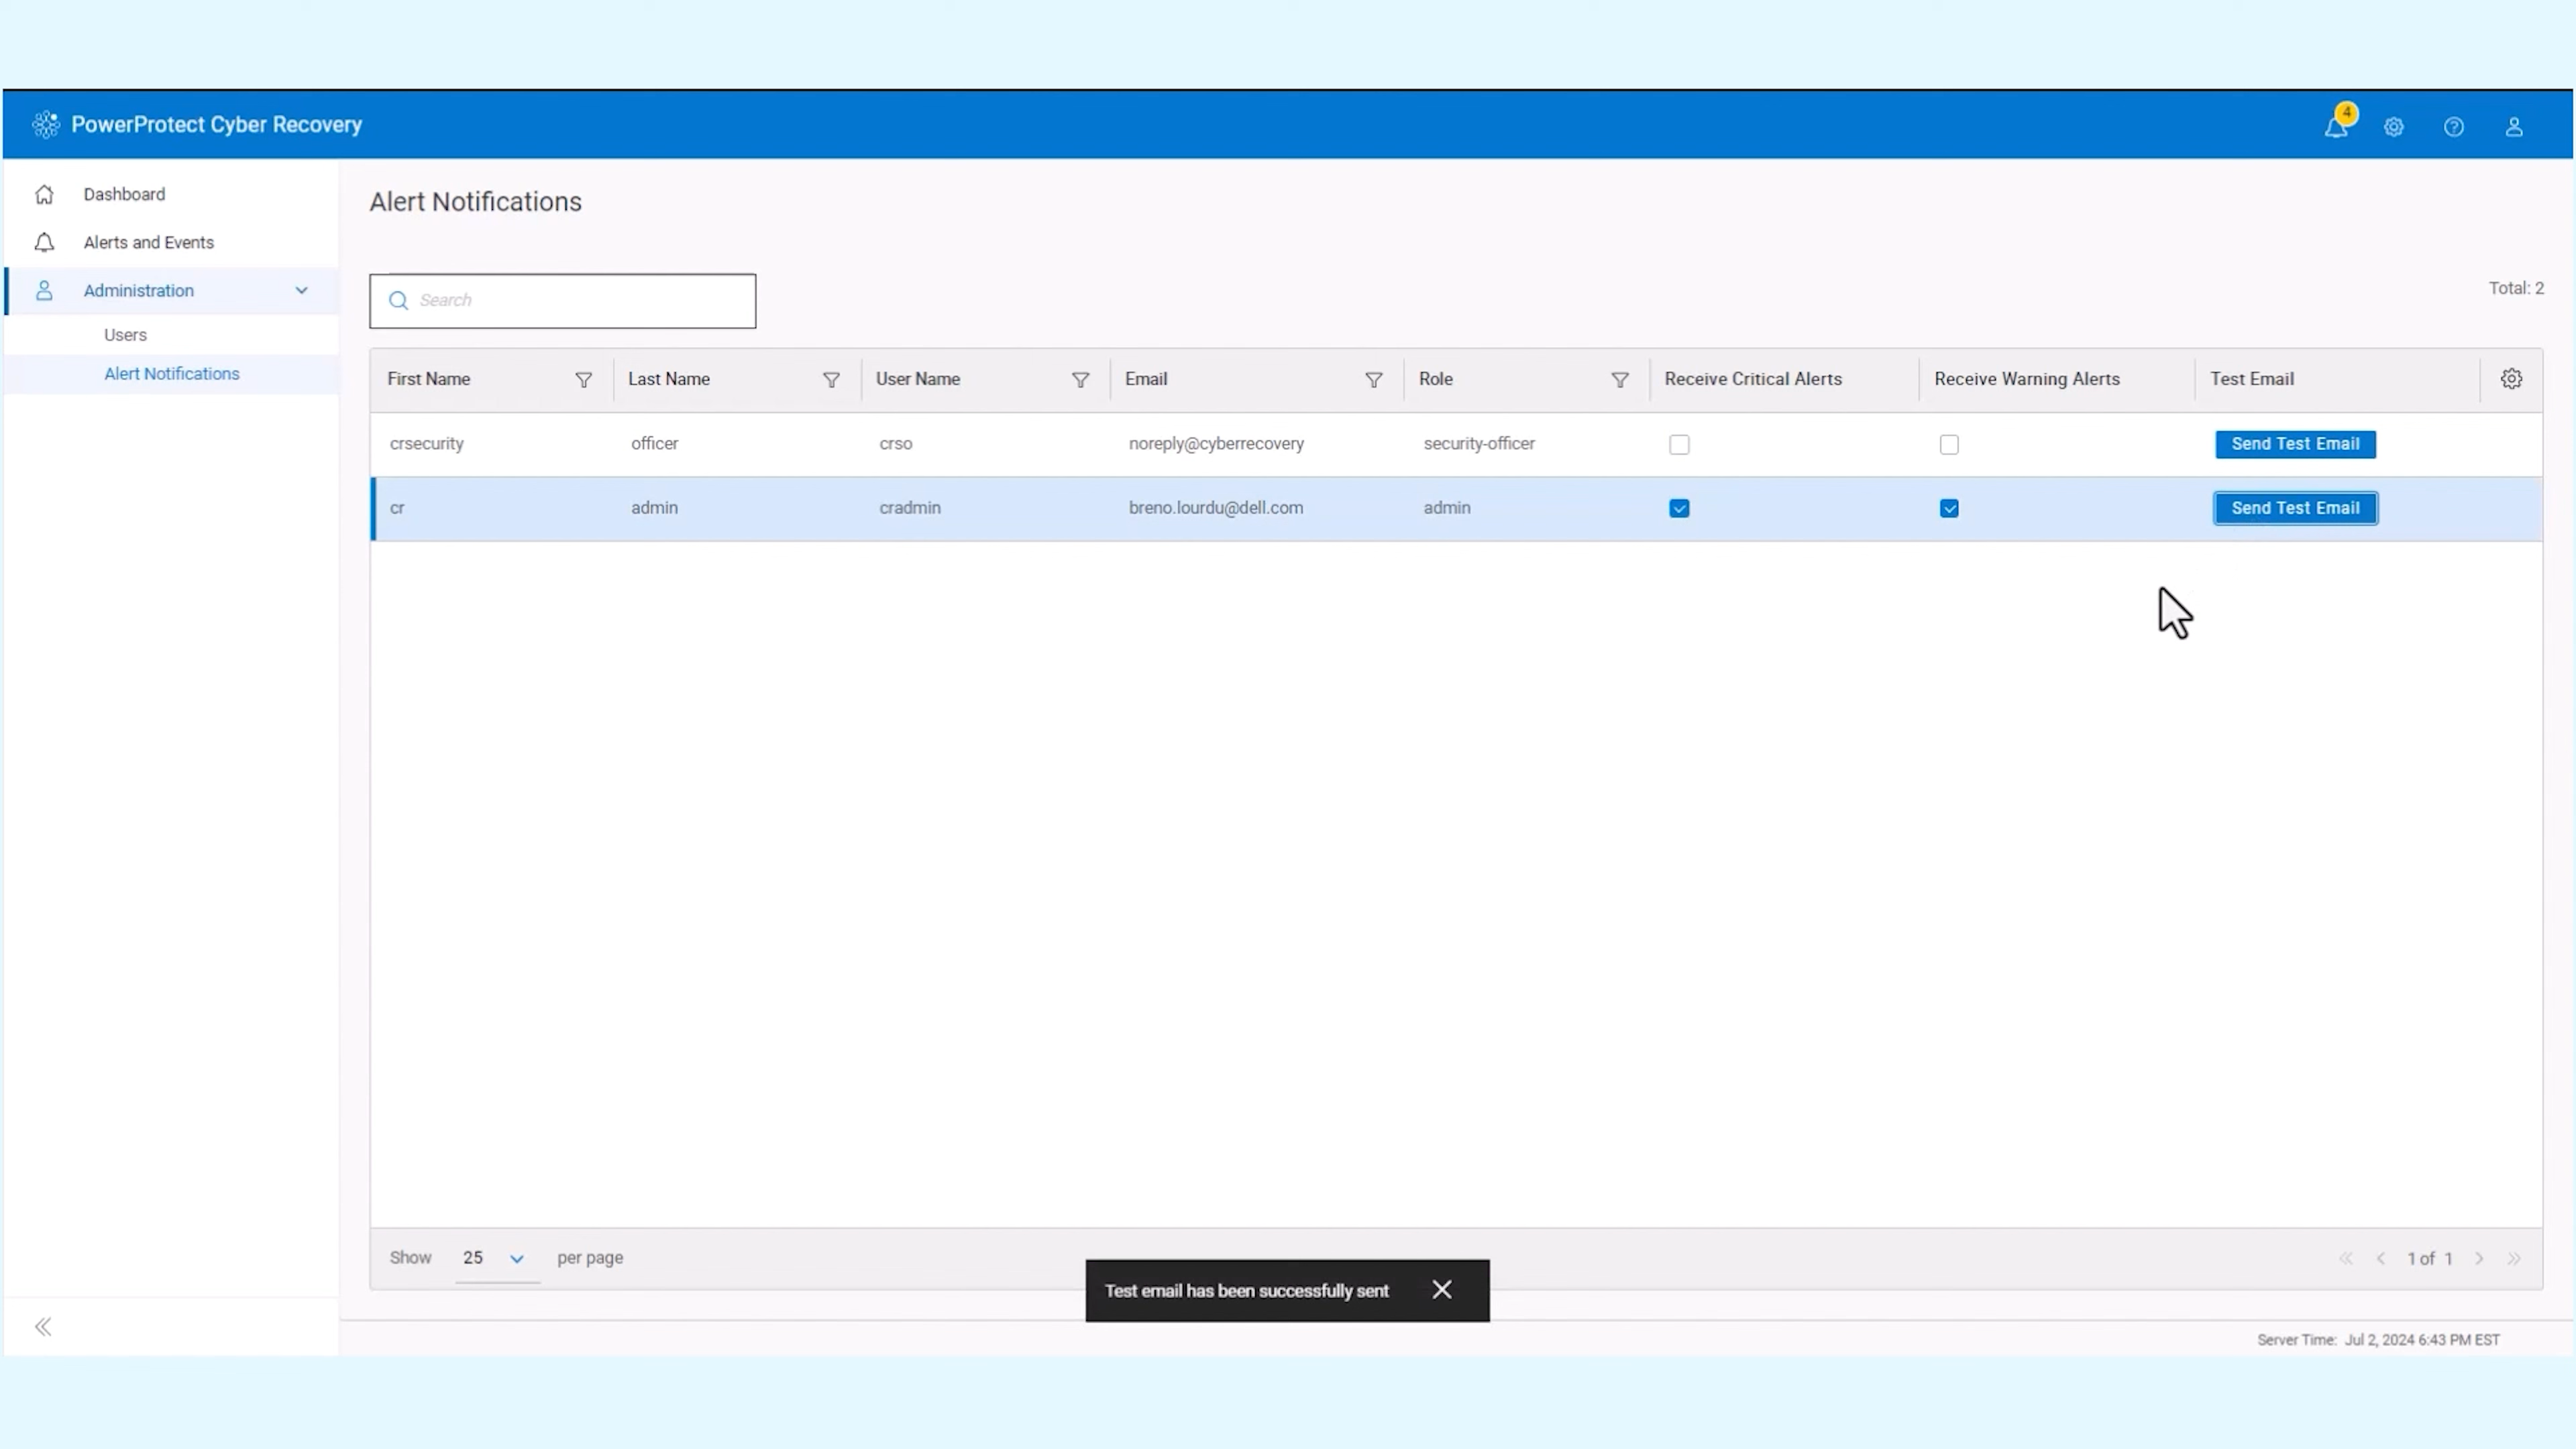 PowerProtect Cyber Recovery
4
Dashboard
Alerts and Events
Administration
Users
Alert Notifications
Alert Notifications
Search
Total: 2
First Name Last Name User Name Email Role Receive Critical Alerts Receive Warning Alerts Test Email
crsecurity officer crso noreply@cyberrecovery security-officer Send Test Email
cr admin cradmin breno.lourdu@dell.com admin Send Test Email
Show 25 per page
1 of 1
Test email has been successfully sent
Server Time: Jul 2, 2024 6:43 PM EST